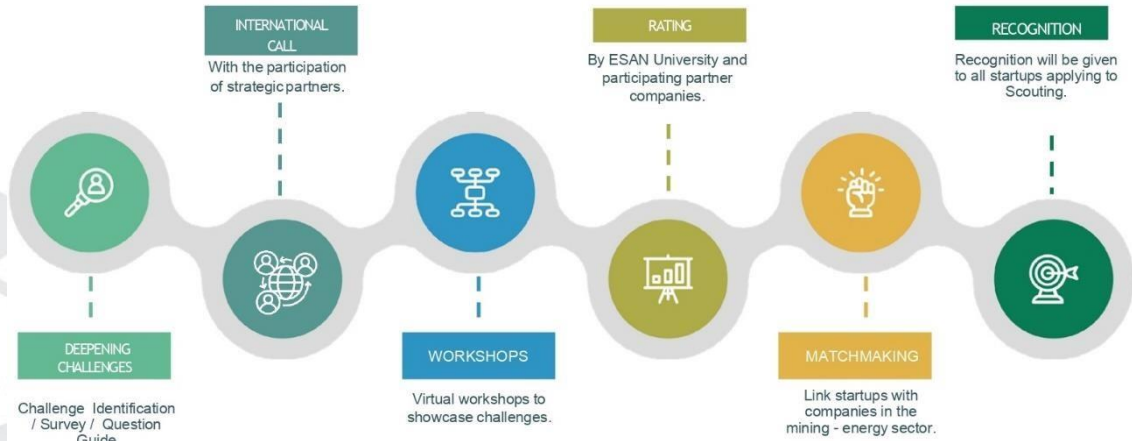 DEEPENING
CHALLENGES
Challenge Identification
/ Survey / Question
Guide
INTERNATIONAL
CALL
With the participation
of strategic partners.
WORKSHOPS
Virtual workshops to
showcase challenges.
RATING
By ESAN University and
participating partner
companies.
MATCHMAKING
Link startups with
companies in the
mining - energy sector.
RECOGNITION
Recognition will be given
to all startups applying to
Scouting.